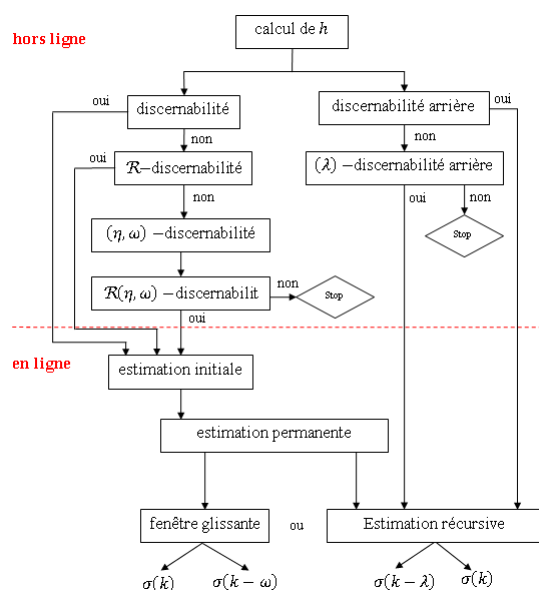 calcul de h
hors ligne
oui
discernabilité
discernabilité arrière
oui
non
non
oui
ℛ−discernabilité
(λ) −discernabilité arrière
non
oui
non
(η, ω) −discernabilité
Stop
ℛ(η, ω) −discernabilit
non
Stop
oui
en ligne
estimation initiale
estimation permanente
fenêtre glissante
ou
Estimation récursive
σ(k)
σ(k − ω)
σ(k − λ)
σ(k)